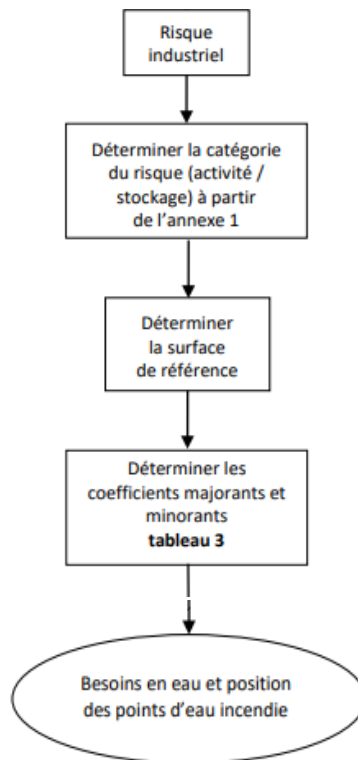 Risque
industriel
Déterminer la catégorie
du risque (activité /
stockage) à partir
de l'annexe 1
Déterminer
la surface
de référence
Déterminer les
coefficients majorants et
minorants
tableau 3
Besoins en eau et position
des points d'eau incendie